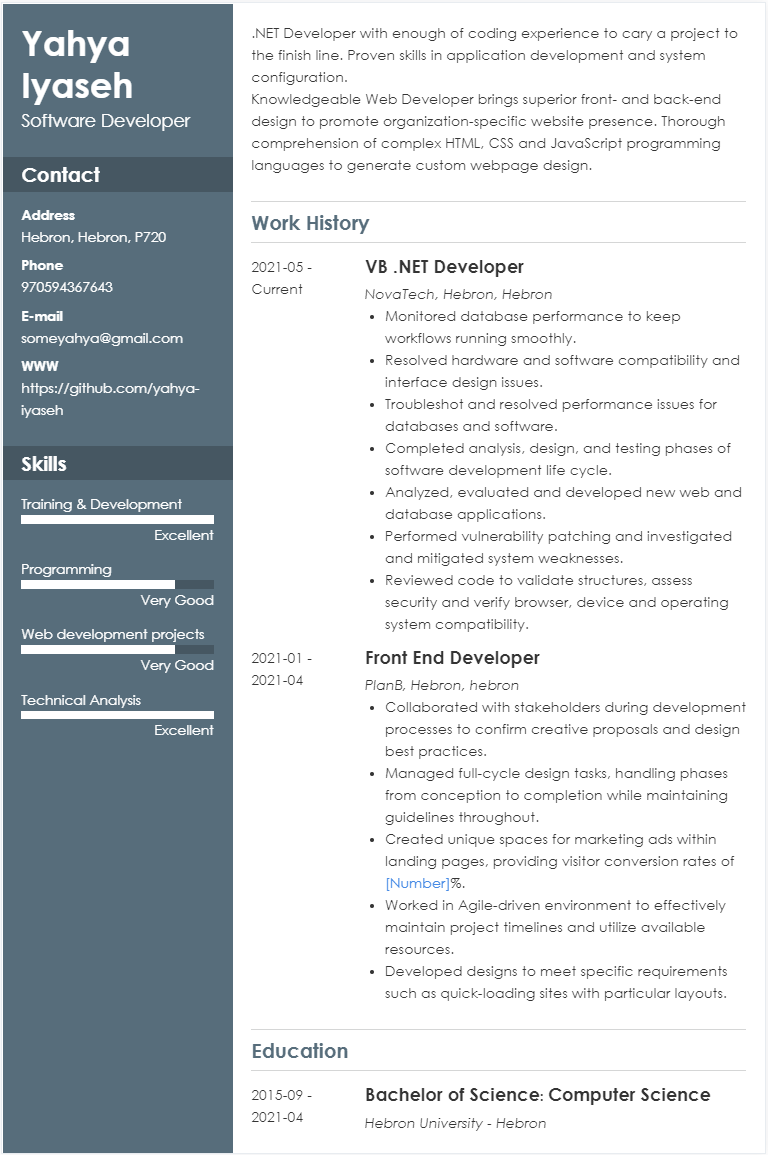 Yahya
Iyaseh
Software Developer
Contact
Address
Hebron, Hebron, P720
Phone
970594367643
E-mail
someyahya@gmail.com
WWW
https://github.com/yahya-
iyaseh
Skills
Training & Development
Excellent
Programming
Very Good
Web development projects
Very Good
Technical Analysis
Excellent
.NET Developer with enough of coding experience to cary a project to
the finish line. Proven skills in application development and system
configuration.
Knowledgeable Web Developer brings superior front- and back-end
design to promote organization-specific website presence. Thorough
comprehension of complex HTML, CSS and JavaScript programming
languages to generate custom webpage design.
Work History
2021-05 -
Current
VB .NET Developer
NovaTech, Hebron, Hebron
• Monitored database performance to keep
workflows running smoothly.
• Resolved hardware and software compatibility and
interface design issues.
• Troubleshot and resolved performance issues for
databases and software.
• Completed analysis, design, and testing phases of
software development life cycle.
• Analyzed, evaluated and developed new web and
database applications.
• Performed vulnerability patching and investigated
and mitigated system weaknesses.
• Reviewed code to validate structures, assess
security and verify browser, device and operating
system compatibility.
2021-01 -
2021-04
Front End Developer
PlanB, Hebron, hebron
• Collaborated with stakeholders during development
processes to confirm creative proposals and design
best practices.
• Managed full-cycle design tasks, handling phases
from conception to completion while maintaining
guidelines throughout.
• Created unique spaces for marketing ads within
landing pages, providing visitor conversion rates of
[Number]%.
• Worked in Agile-driven environment to effectively
maintain project timelines and utilize available
resources.
• Developed designs to meet specific requirements
such as quick-loading sites with particular layouts.
Education
2015-09 -
2021-04
Bachelor of Science: Computer Science
Hebron University - Hebron